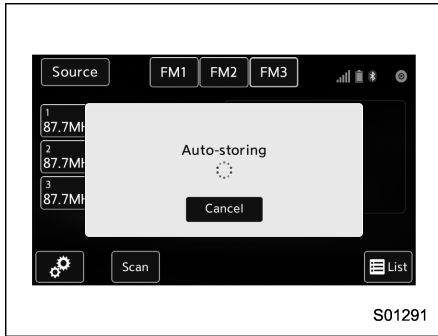 Source FM1 FM2 FM3
1
87.7MH
2
87.7MH
3
87.7MH
Auto-storing
Cancel
Scan
List
S01291